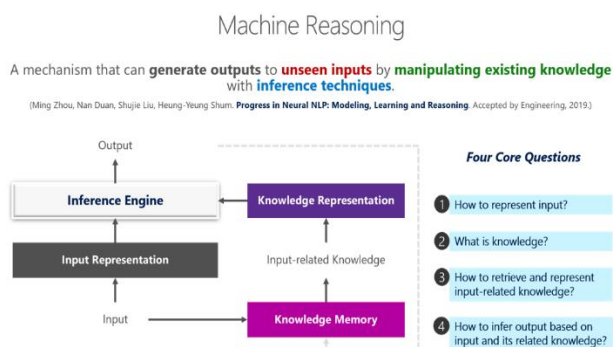 Machine Reasoning
A mechanism that can generate outputs to unseen inputs by manipulating existing knowledge
with inference techniques.
(Ming Zhou, Nan Duan, Shujie Liu, Heung-Yeung Shum. Progress in Neural NLP: Modeling, Learning and Reasoning. Accepted by Engineering, 2019.)
Output
Inference Engine
Knowledge Representation
Input Representation
Input-related Knowledge
Input
Knowledge Memory
Four Core Questions
1 How to represent input?
2 What is knowledge?
3 How to retrieve and represent
input-related knowledge?
4 How to infer output based on
input and its related knowledge?